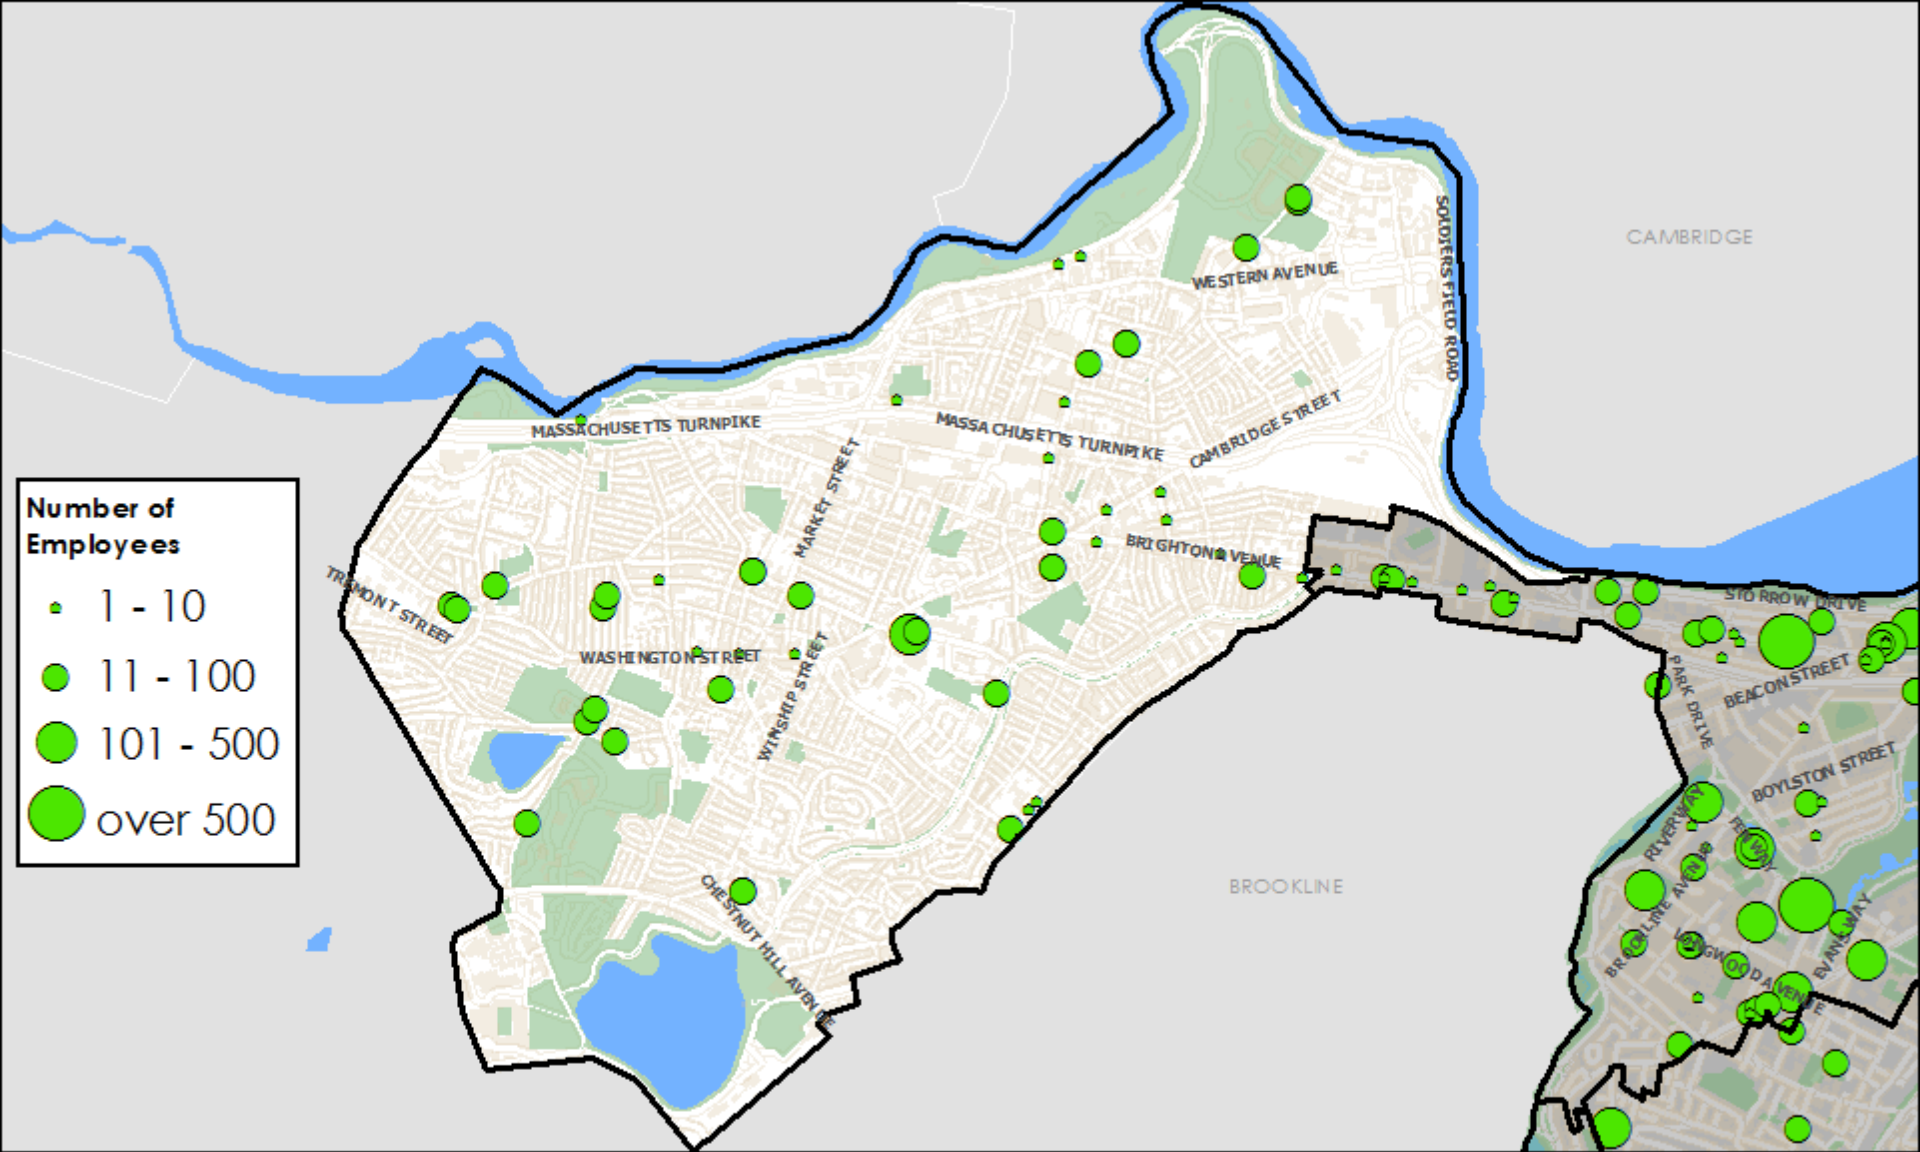 CAMBRIDGE
SOLDIERS FIELD ROAD
WESTERN AVENUE
MASSACHUSETTS TURNPIKE
MASSACHUSETTS TURNPIKE
CAMBRIDGE STREET
MARKET STREET
Number of
Employees
1 - 10
11 - 100
101 - 500
over 500
BRIGHTON AVENUE
TREMONT STREET
STORROW DRIVE
WASHINGTON STREET
WINSHIP STREET
PARK DRIVE
BEACON STREET
BOYLSTON STREET
RIVERWAY
FENWAY
BROOKLINE
CHESTNUT HILL AVENUE
BROOKLINE AVENUE
LONGWOOD AVENUE
EVANS WAY